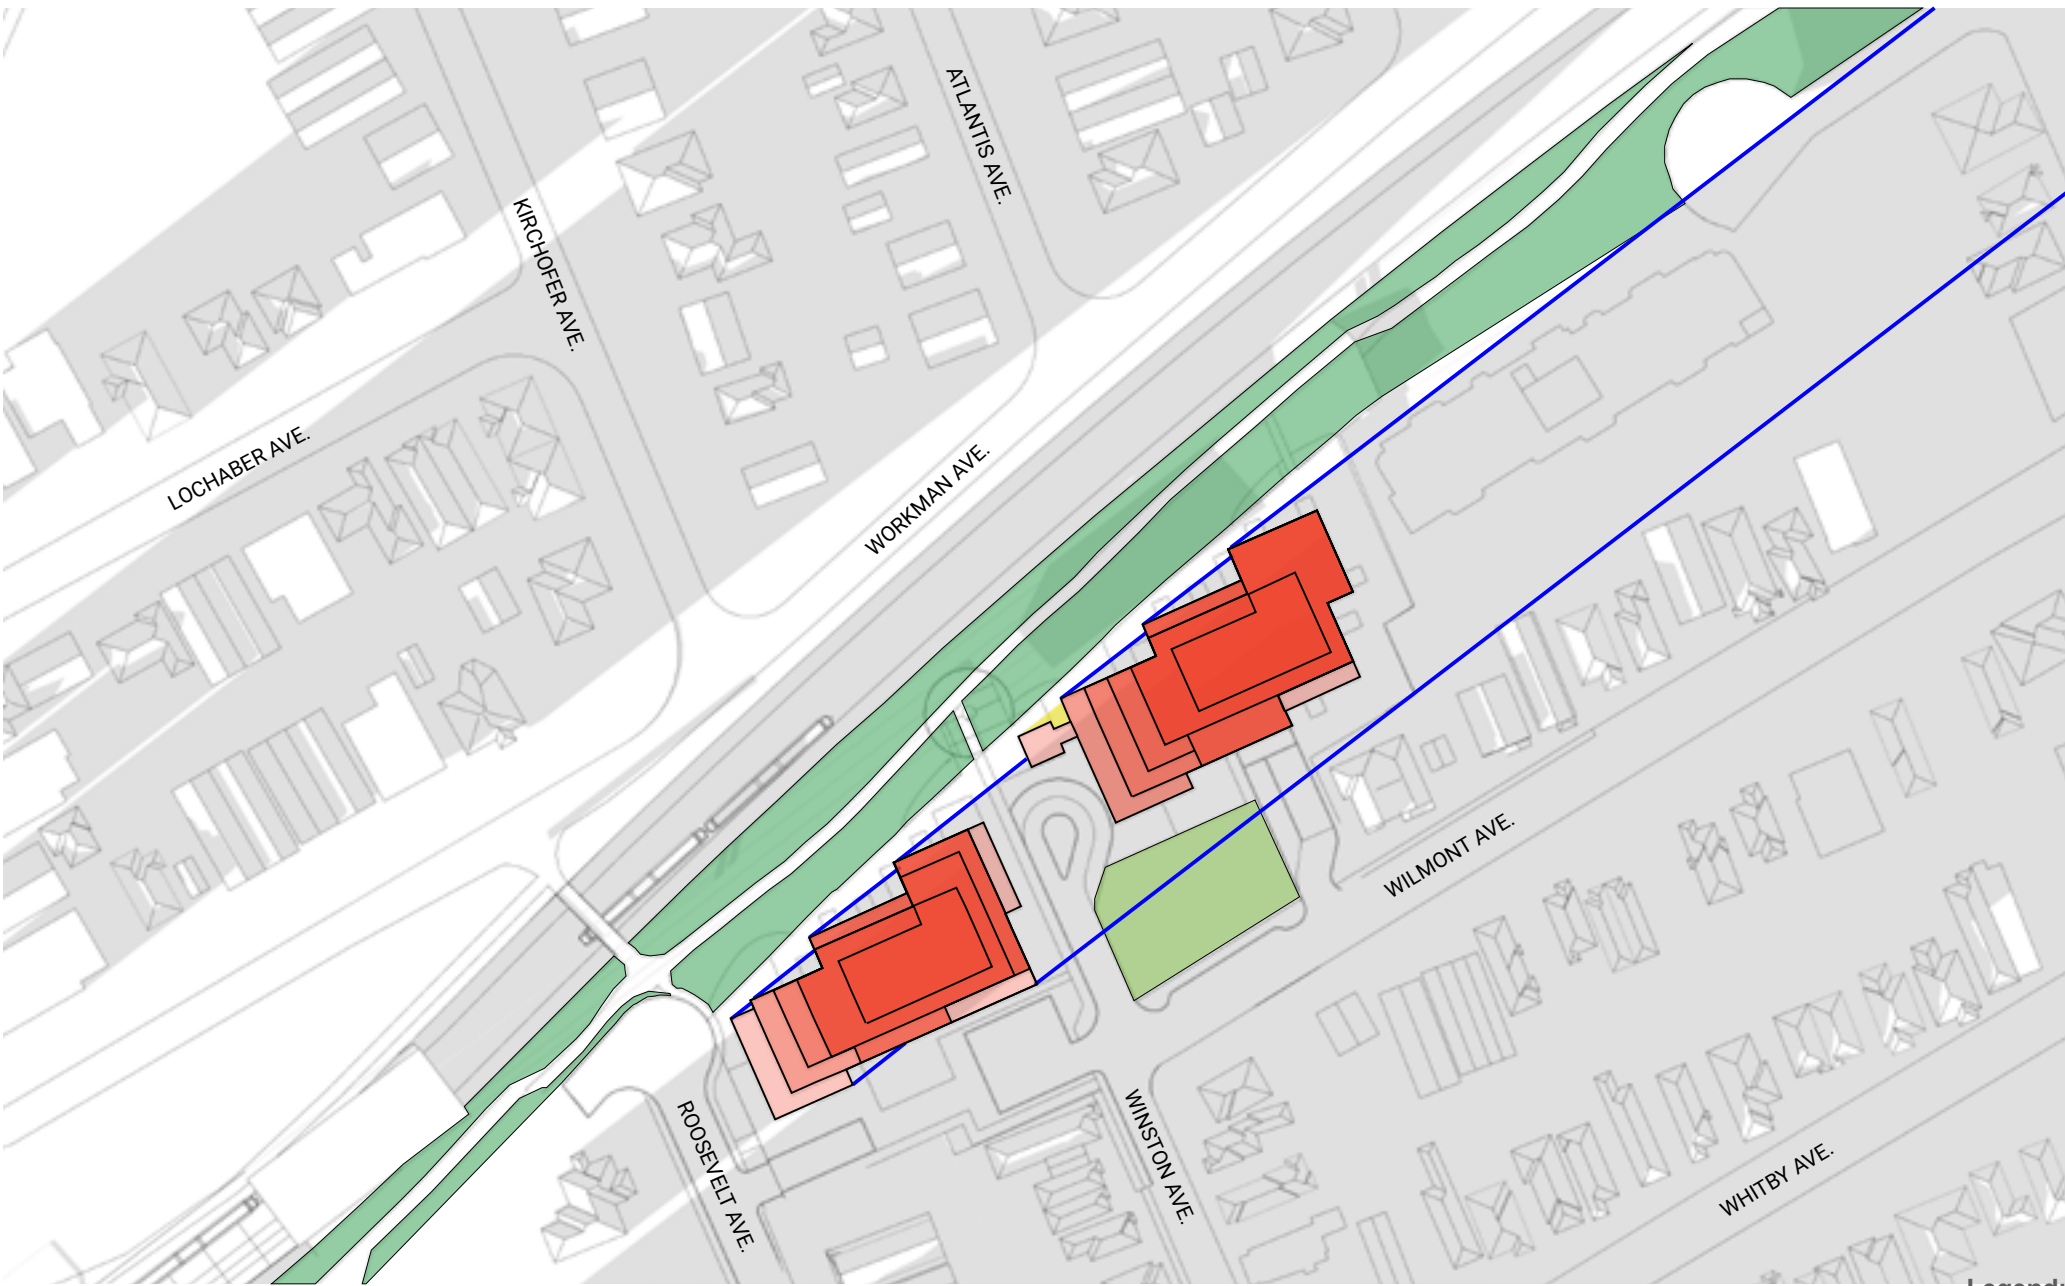 ATLANTIS AVE.
KIRCHOFER AVE.
LOCHABER AVE.
WORKMAN AVE.
WILMONT AVE.
ROOSEVELT AVE.
WINSTON AVE.
WHITBY AVE.